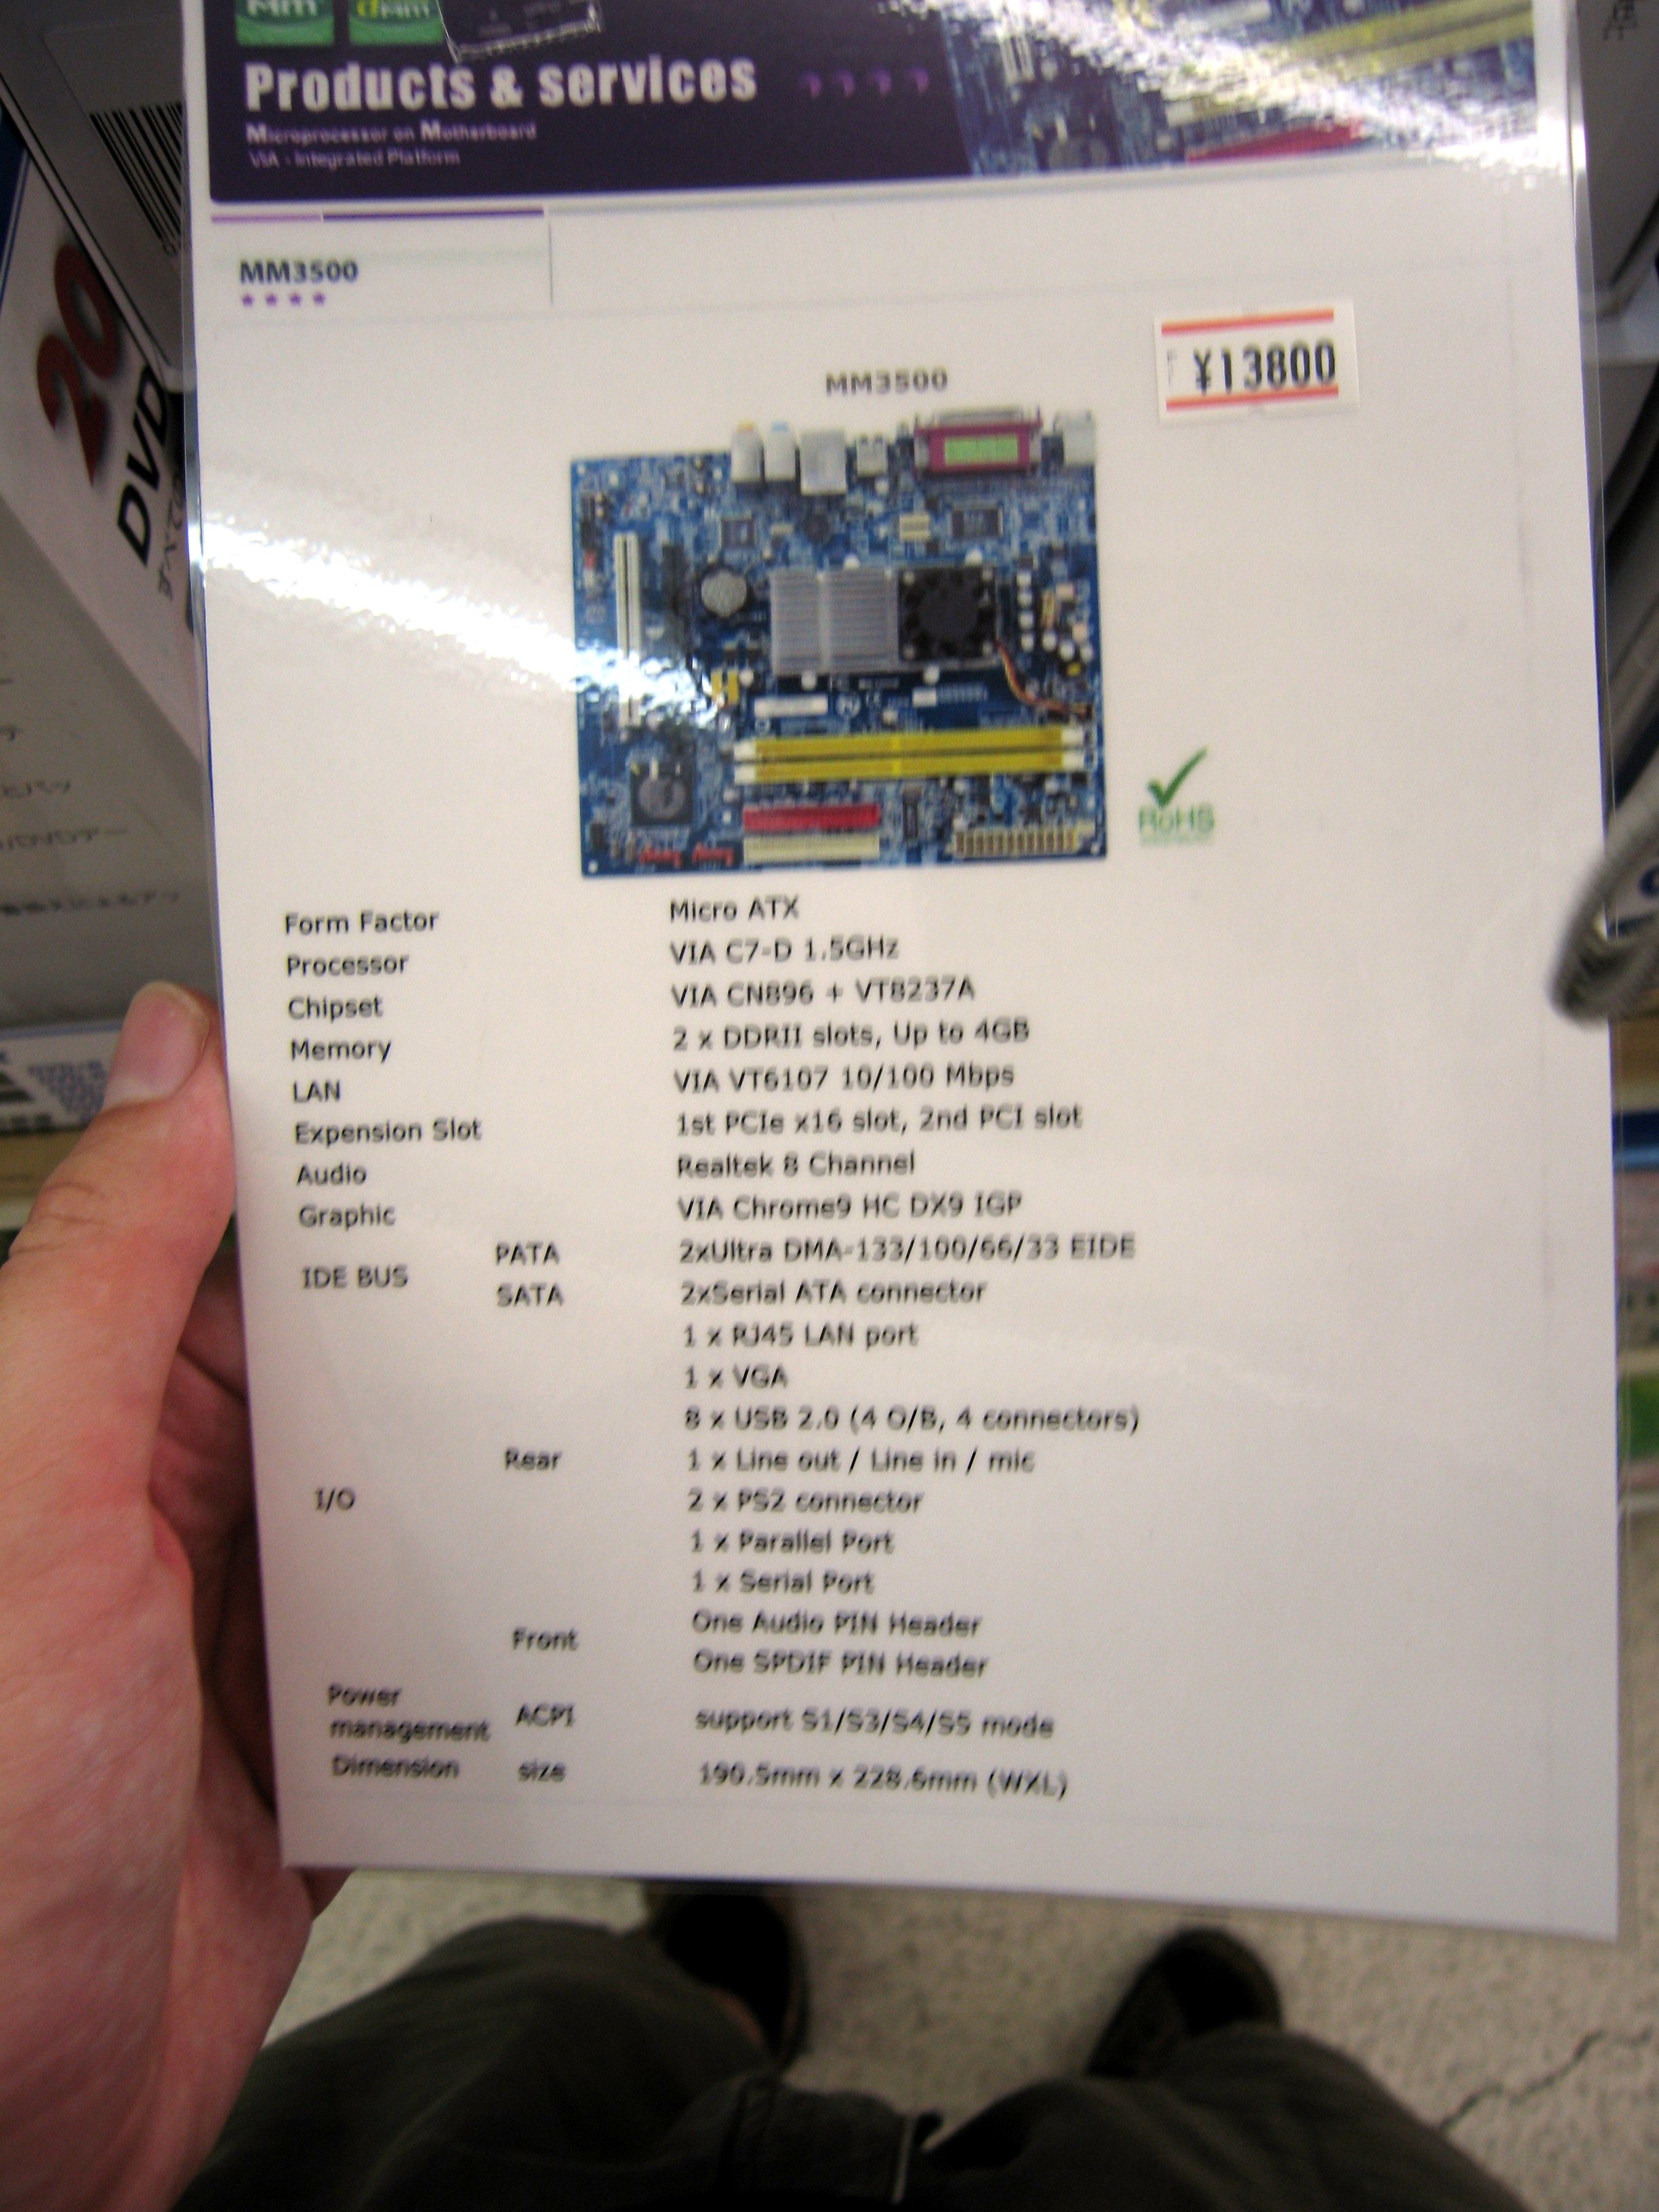 Products & services
Microprocessor on Motherboard
VIA - Integrated Platform
MM3500
¥13800
MM3500
RoHS
Form Factor Micro ATX
Processor VIA C7-D 1.5GHz
Chipset VIA CN896 + VT8237A
Memory 2 x DDRII slots, Up to 4GB
LAN VIA VT6107 10/100 Mbps
Expension Slot 1st PCIe x16 slot, 2nd PCI slot
Audio Realtek 8 Channel
Graphic VIA Chrome9 HC DX9 IGP
IDE BUS
PATA 2xUltra DMA-133/100/66/33 EIDE
SATA 2xSerial ATA connector
I/O
Rear
1 x RJ45 LAN port
1 x VGA
8 x USB 2.0 (4 O/B, 4 connectors)
1 x Line out / Line in / mic
2 x PS2 connector
1 x Parallel Port
1 x Serial Port
Front
One Audio PIN Header
One SPDIF PIN Header
Power
management ACPI support S1/S3/S4/S5 mode
Dimension size 190.5mm x 228.6mm (WXL)
20
DVD